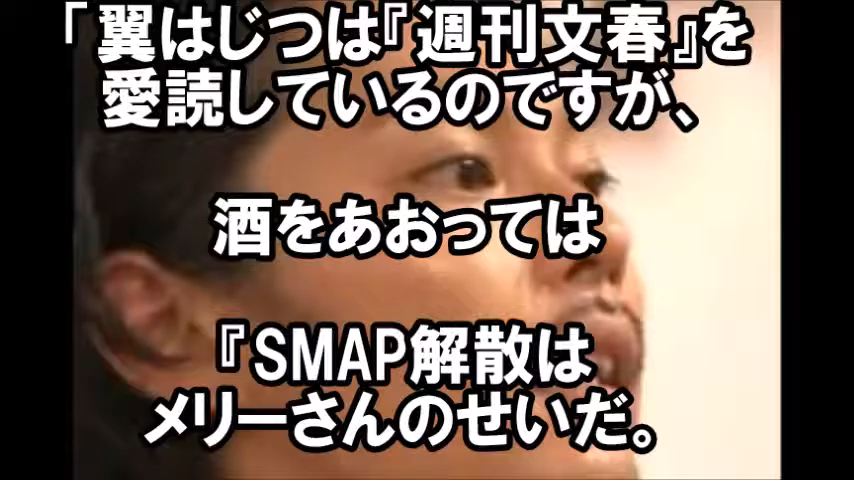 「翼はじつは『週刊文春』を
愛読しているのですが、
酒をあおっては
『SMAP解散は
メリーさんのせいだ。